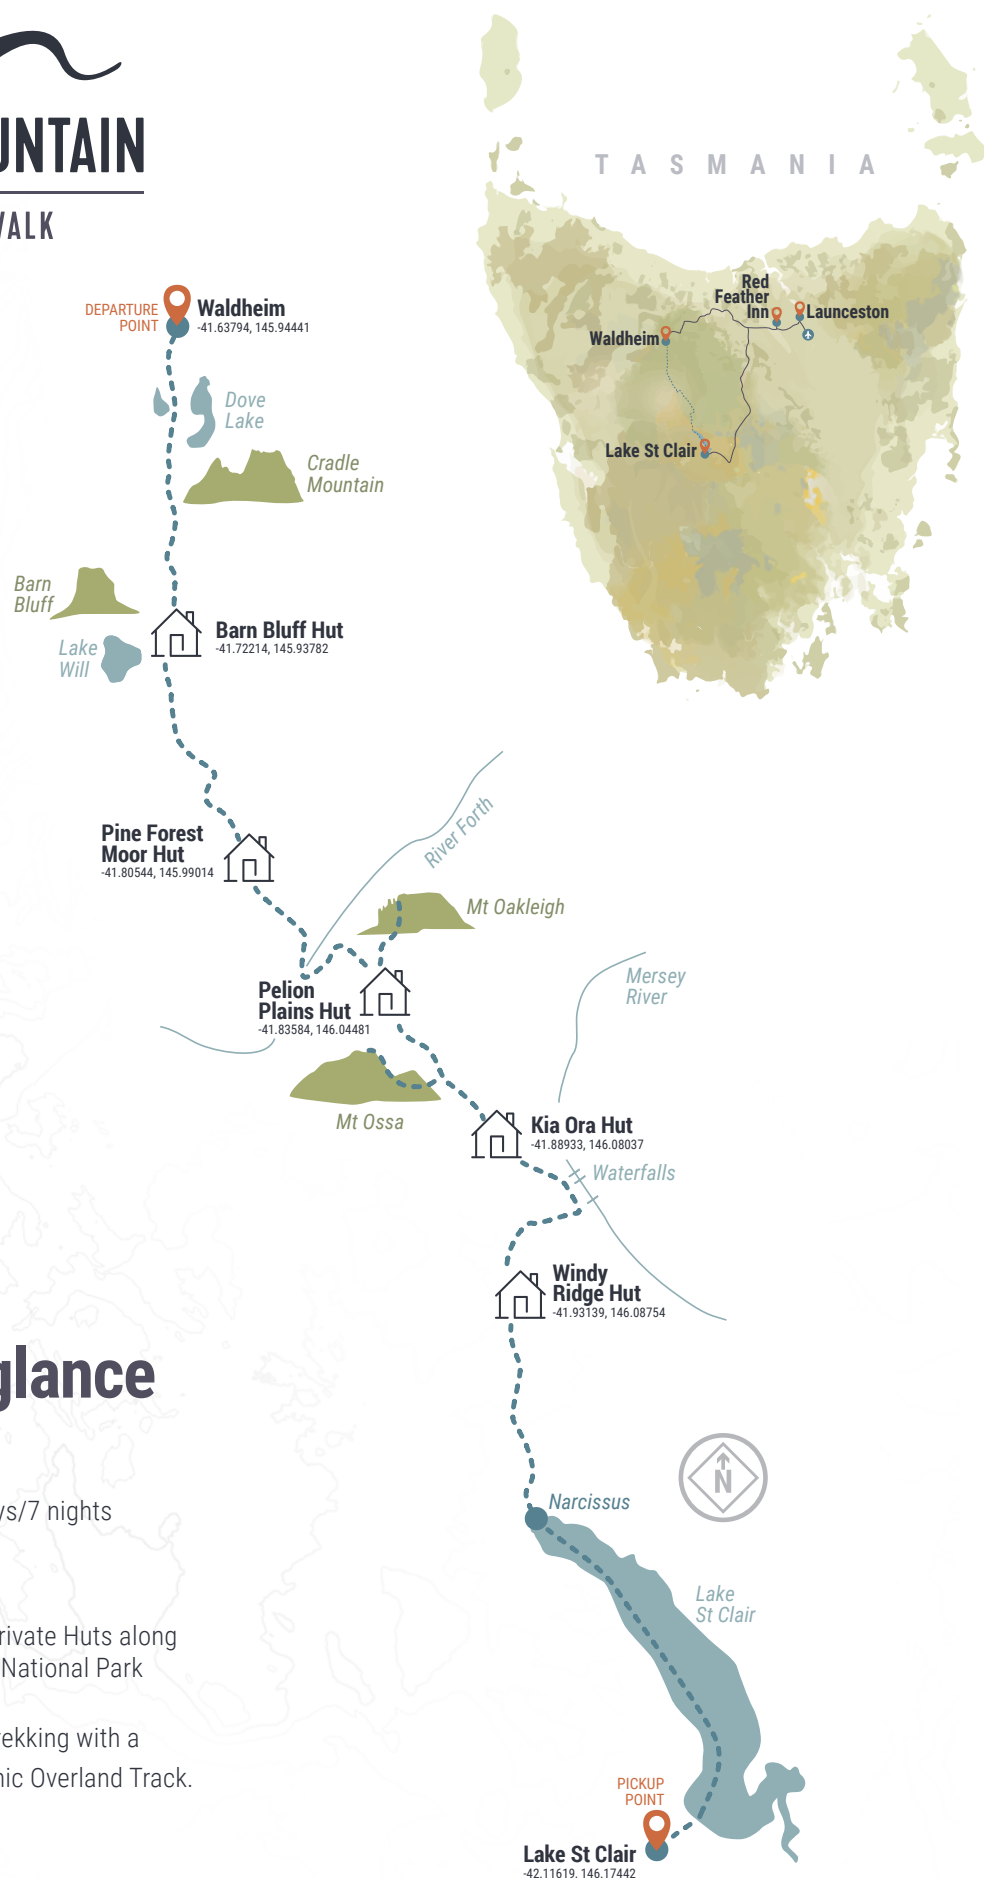 UNTAIN
WALK
TASMANIA
Red
Feather
Inn
Launceston
Waldheim
Lake St Clair
DEPARTURE
POINT
Waldheim
-41.63794, 145.94441
Dove
Lake
Cradle
Mountain
Barn
Bluff
Barn Bluff Hut
-41.72214, 145.93782
Lake
Will
River Forth
Pine Forest
Moor Hut
-41.80544, 145.99014
Mt Oakleigh
Mersey
River
Pelion
Plains Hut
-41.83584, 146.04481
Mt Ossa
Kia Ora Hut
-41.88933, 146.08037
Waterfalls
Windy
Ridge Hut
-41.93139, 146.08754
glance
N
Narcissus
ys/7 nights
Lake
St Clair
rivate Huts along
National Park
rekking with a
nic Overland Track.
PICKUP
POINT
Lake St Clair
-42.11619, 146.17442